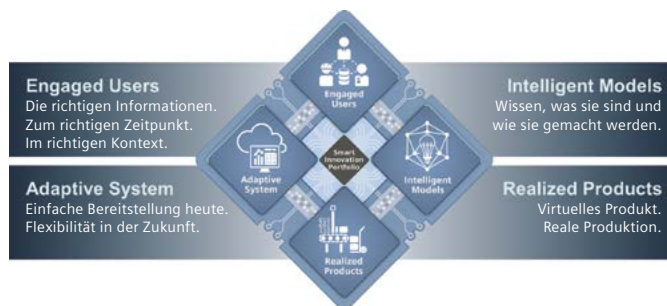 Engaged Users
Die richtigen Informationen.
Zum richtigen Zeitpunkt.
Im richtigen Kontext.
Adaptive System
Einfache Bereitstellung heute.
Flexibilität in der Zukunft.
Engaged
Users
Adaptive
System
Smart
Innovation
Portfolio
Intelligent
Models
Realized
Products
Intelligent Models
Wissen, was sie sind und
wie sie gemacht werden.
Realized Products
Virtuelles Produkt.
Reale Produktion.